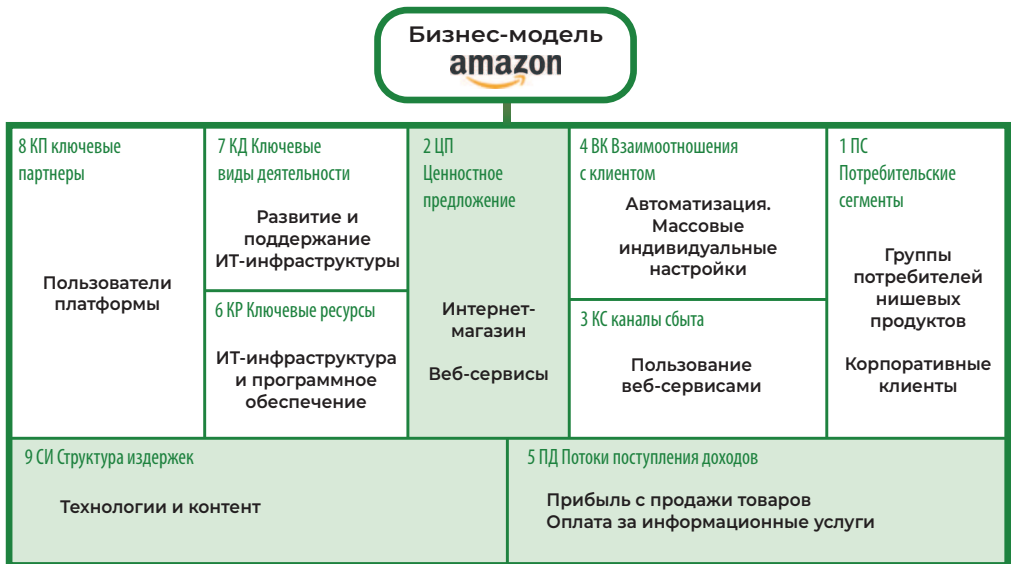 Бизнес-модель
amazon
8 КП ключевые
партнеры
Пользователи
платформы
7 КД Ключевые
виды деятельности
Развитие и
поддержание
ИТ-инфраструктуры
6 КР Ключевые ресурсы
ИТ-инфраструктура
и программное
обеспечение
2 ЦП
Ценностное
предложение
Интернет-
магазин
Веб-сервисы
4 ВК Взаимоотношения
с клиентом
Автоматизация.
Массовые
индивидуальные
настройки
3 КС каналы сбыта
Пользование
веб-сервисами
1 ПС
Потребительские
сегменты
Группы
потребителей
нишевых
продуктов
Корпоративные
клиенты
9 СИ Структура издержек
Технологии и контент
5 ПД Потоки поступления доходов
Прибыль с продажи товаров
Оплата за информационные услуги